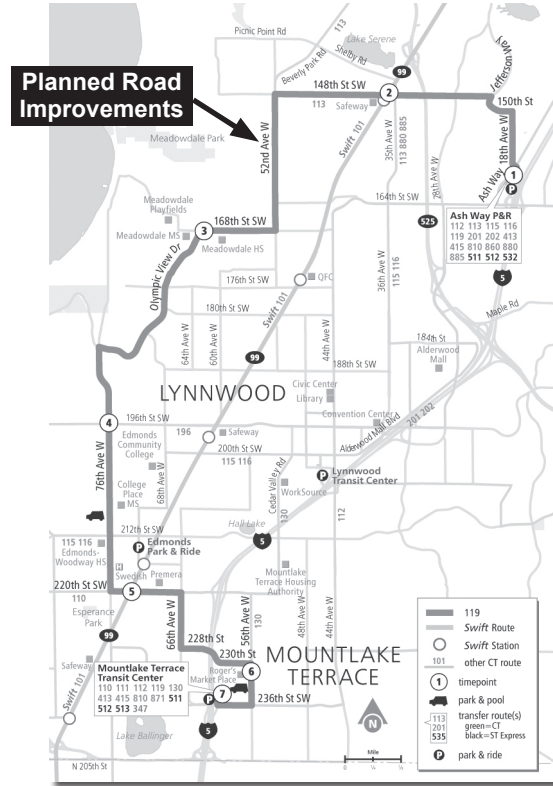 Picnic Point Rd
113
Lake Serene
Shelby Rd
Beverly Park Rd
99
Jefferson Way
Planned Road
Improvements
148th St SW
2
113
Safeway
150th St
Meadowdale Park
52nd Ave W
Swift 101
35th Ave W
113 880 885
28th Ave W
18th Ave W
Ash Way
1
P
164th St SW
Meadowdale
Playfields
168th St SW
Meadowdale MS
3
Meadowdale HS
525
Ash Way P&R
112 113 115 116
119 201 202 413
415 810 860 880
885 511 512 532
5
Olympic View Dr
176th St SW
QFC
36th Ave W
115 116
Swift 101
180th St SW
Maple Rd
64th Ave W
60th Ave W
44th Ave W
184th St
Alderwood
Mall
99
188th St SW
LYNNWOOD
Civic Center
Library
201 202
4
196th St SW
196
Safeway
Convention Center
Edmonds
Community
College
200th St SW
115 116
Alderwood Mall Blvd
76th Ave W
68th Ave W
College
Place
MS
Cedar Valley Rd
P
Lynnwood
Transit Center
WorkSource
130
112
212th St SW
Hall Lake
5
115 116
Edmonds-
Woodway HS
P
Edmonds
Park & Ride
H
Swedish
Premera
Mountlake
Terrace Housing
Authority
220th St SW
5
110
Esperance
Park
66th Ave W
56th Ave W
130
48th Ave W
44th Ave W
99
228th St
230th St
MOUNTLAKE
TERRACE
Safeway
Mountlake Terrace
Transit Center
110 111 112 119 130
413 415 810 871 511
512 513 347
Roger's
Market Place
6
7
P
236th St SW
Swift 101
5
Lake Ballinger
N
Mile
0 ¼ ½
N 205th St
119
Swift Route
Swift Station
101 other CT route
1 timepoint
park & pool
113
201
535
transfer route(s)
green=CT
black=ST Express
P park & ride